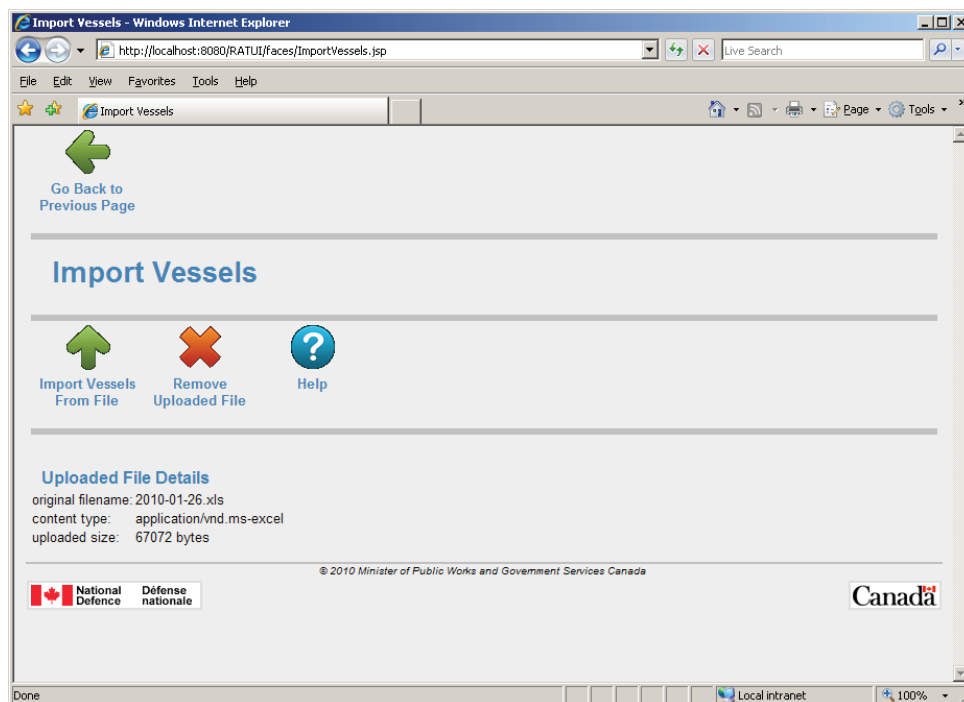 Import Vessels - Windows Internet Explorer
http://localhost:8080/RATUI/faces/ImportVessels.jsp
Live Search
File Edit View Favorites Tools Help
Import Vessels
Page Tools
Go Back to
Previous Page
Import Vessels
Import Vessels
From File
Remove
Uploaded File
Help
Uploaded File Details
original filename: 2010-01-26.xls
content type: application/vnd.ms-excel
uploaded size: 67072 bytes
© 2010 Minister of Public Works and Government Services Canada
National
Defence
Défense
nationale
Canada
Done
Local intranet
100%